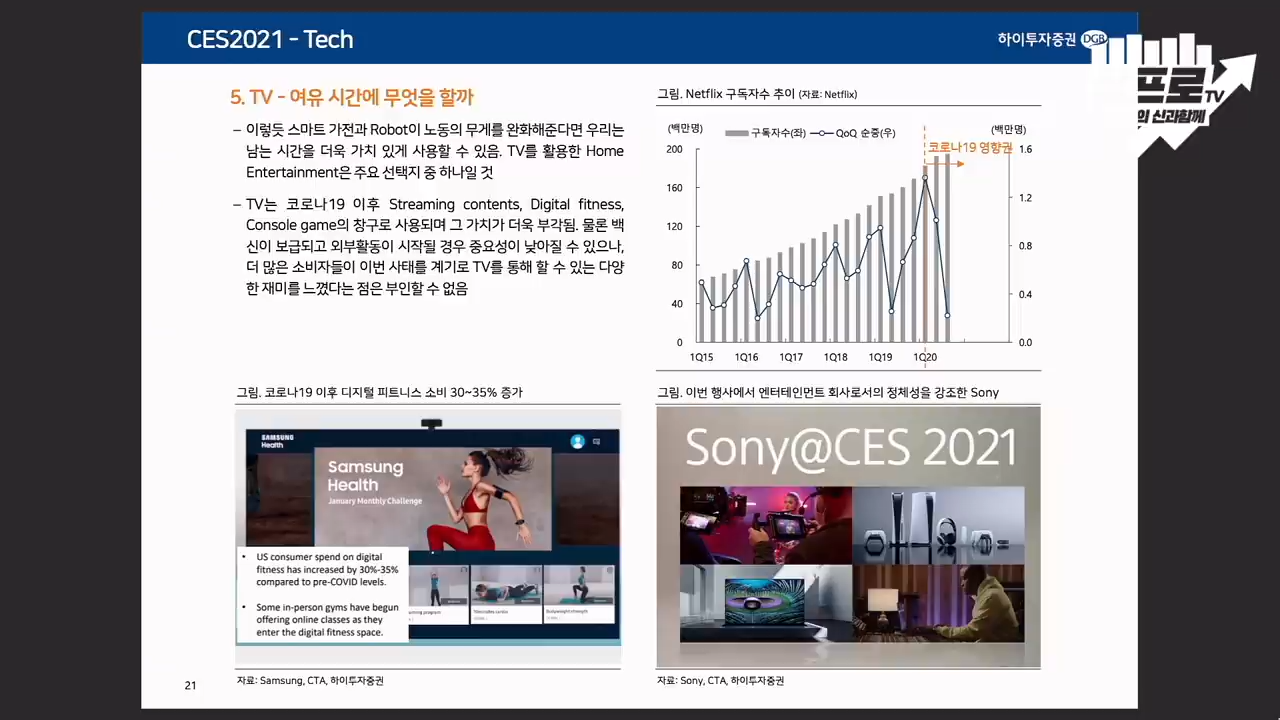 CES2021 - Tech
하이투자증권 DGB
프로 TV
의 신과함께
5. TV - 여유 시간에 무엇을 할까
– 이렇듯 스마트 가전과 Robot이 노동의 무게를 완화해준다면 우리는
남는 시간을 더욱 가치 있게 사용할 수 있음. TV를 활용한 Home
Entertainment은 주요 선택지 중 하나일 것
– TV는 코로나19 이후 Streaming contents, Digital fitness,
Console game의 창구로 사용되며 그 가치가 더욱 부각됨. 물론 백
신이 보급되고 외부활동이 시작될 경우 중요성이 낮아질 수 있으나,
더 많은 소비자들이 이번 사태를 계기로 TV를 통해 할 수 있는 다양
한 재미를 느꼈다는 점은 부인할 수 없음
그림. Netflix 구독자수 추이 (자료: Netflix)
(백만명)
구독자수(좌)
QoQ 순증(우)
(백만명)
코로나19 영향권
200
160
120
80
40
0
1.6
1.2
0.8
0.4
0.0
1Q15 1Q16 1Q17 1Q18 1Q19 1Q20
그림. 코로나19 이후 디지털 피트니스 소비 30~35% 증가
SAMSUNG
Health
Samsung
Health
January Monthly Challenge
• US consumer spend on digital
fitness has increased by 30%-35%
compared to pre-COVID levels.
• Some in-person gyms have begun
offering online classes as they
enter the digital fitness space.
자료: Samsung, CTA, 하이투자증권
그림. 이번 행사에서 엔터테인먼트 회사로서의 정체성을 강조한 Sony
Sony@CES 2021
자료: Sony, CTA, 하이투자증권
21